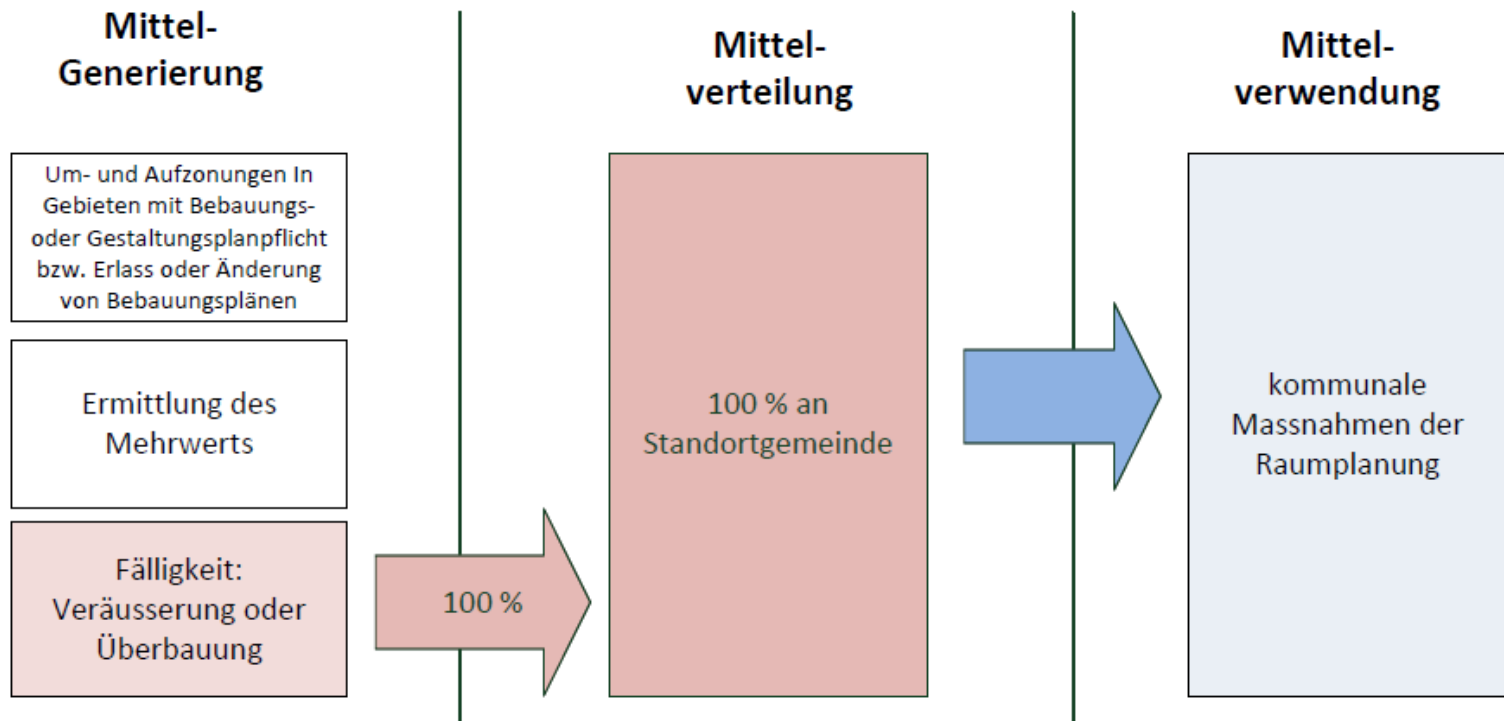 Mittel-
Generierung
Um- und Aufzonungen In
Gebieten mit Bebauungs-
oder Gestaltungsplanpflicht
bzw. Erlass oder Änderung
von Bebauungsplänen
Ermittlung des
Mehrwerts
Fälligkeit:
Veräusserung oder
Überbauung
100 %
Mittel-
verteilung
100 % an
Standortgemeinde
Mittel-
verwendung
kommunale
Massnahmen der
Raumplanung